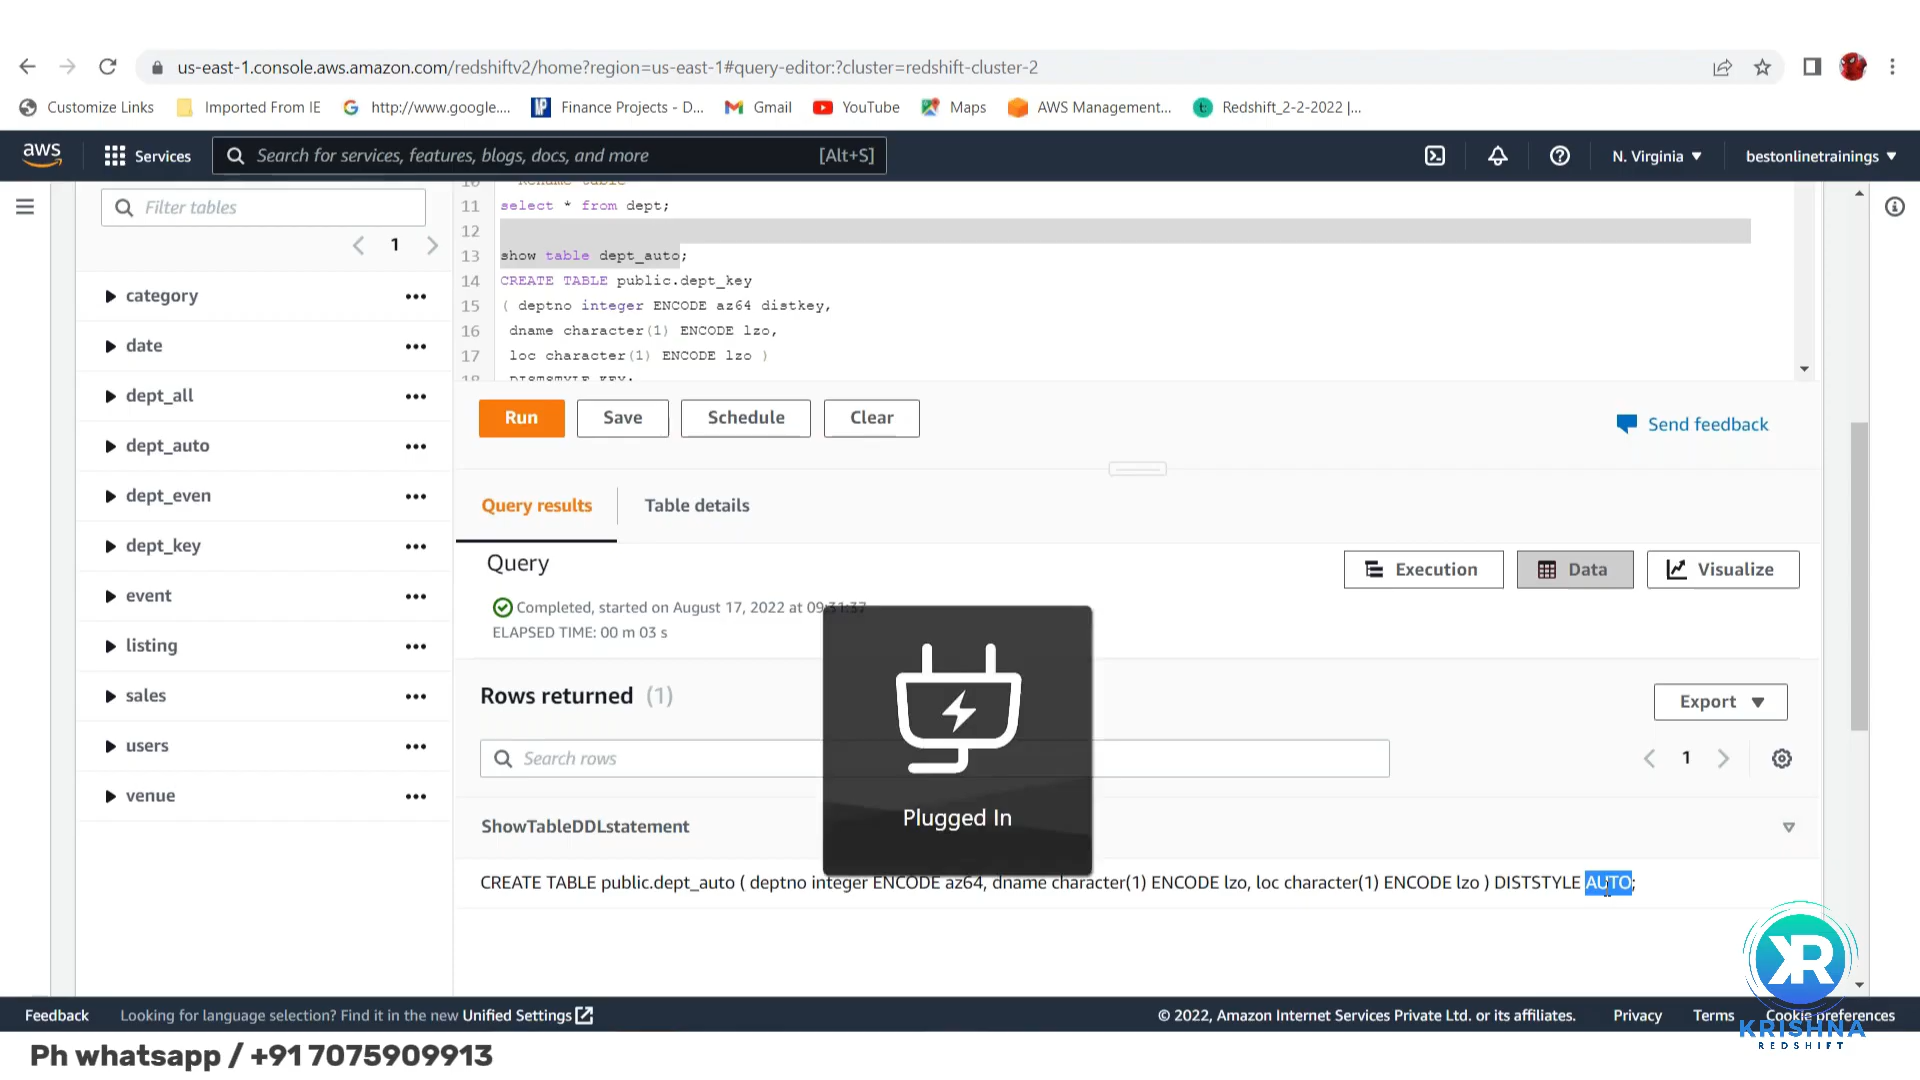 us-east-1.console.aws.amazon.com/redshiftv2/home?region=us-east-1#query-editor:?cluster=redshift-cluster-2
Customize Links
Imported From IE
http://www.google....
Finance Projects - D...
Gmail
YouTube
Maps
AWS Management...
Redshift_2-2-2022 |...
aws
Services
Search for services, features, blogs, docs, and more
[Alt+S]
N. Virginia
bestonlinetrainings
Filter tables
1
category
date
dept_all
dept_auto
dept_even
dept_key
event
listing
sales
users
venue
11 select * from dept;
12
13 show table dept_auto;
14 CREATE TABLE public.dept_key
15 ( deptno integer ENCODE az64 distkey,
16 dname character(1) ENCODE lzo,
17 loc character(1) ENCODE lzo )
18 DISTSTYLE KEY;
Run
Save
Schedule
Clear
Send feedback
Query results
Table details
Query
Execution
Data
Visualize
Completed, started on August 17, 2022 at 09:31:37
ELAPSED TIME: 00 m 03 s
Rows returned (1)
Export
Search rows
1
Plugged In
ShowTableDDLstatement
CREATE TABLE public.dept_auto ( deptno integer ENCODE az64, dname character(1) ENCODE lzo, loc character(1) ENCODE lzo ) DISTSTYLE AUTO;
KR
KRISHNA
REDSHIFT
Feedback
Looking for language selection? Find it in the new Unified Settings
© 2022, Amazon Internet Services Private Ltd. or its affiliates.
Privacy
Terms
Cookie preferences
Ph whatsapp / +91 7075909913